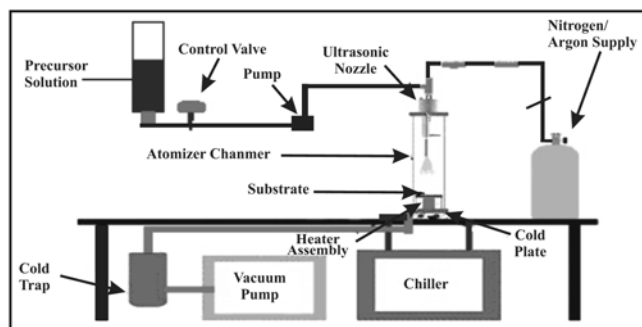 Precursor
Solution
Control Valve
Pump
Ultrasonic
Nozzle
Nitrogen/
Argon Supply
Atomizer Chanmer
Substrate
Heater
Assembly
Cold
Plate
Cold
Trap
Vacuum
Pump
Chiller